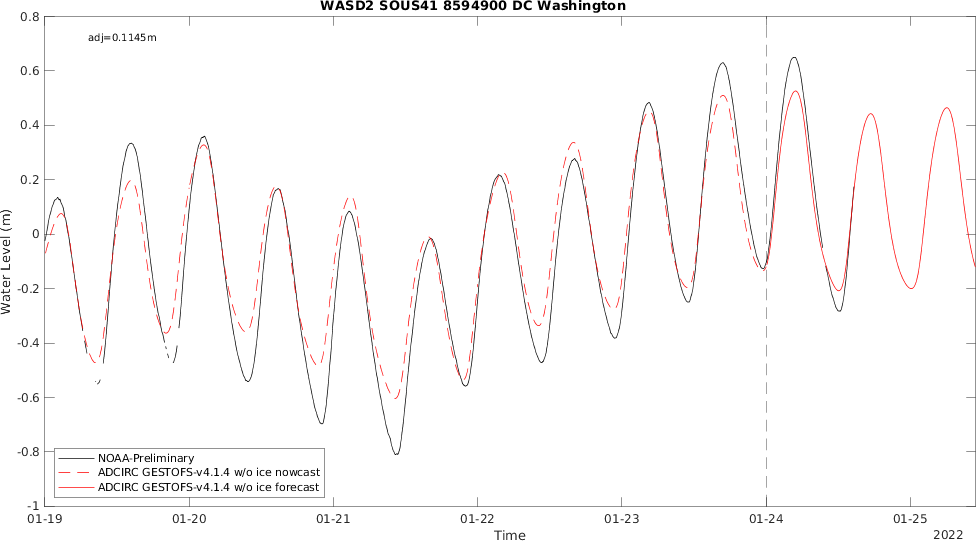 WASD2 SOUS41 8594900 DC Washington
adj=0.1145m
0.8
0.6
0.4
0.2
0
-0.2
-0.4
-0.6
-0.8
-1
Water Level (m)
NOAA-Preliminary
ADCIRC GESTOFS-v4.1.4 w/o ice nowcast
ADCIRC GESTOFS-v4.1.4 w/o ice forecast
01-19 01-20 01-21 01-22 01-23 01-24 01-25
Time
2022